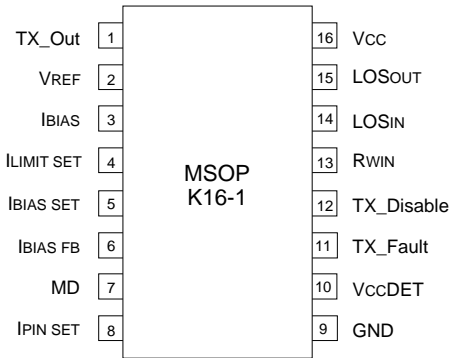 TX_Out 1
VREF 2
IBIAS 3
ILIMIT SET 4
IBIAS SET 5
IBIAS FB 6
MD 7
IPIN SET 8
MSOP
K16-1
16 VCC
15 LOSOUT
14 LOSIN
13 RWIN
12 TX_Disable
11 TX_Fault
10 VCCDET
9 GND